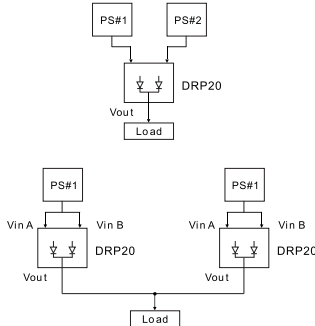 PS#1 PS#2
DRP20
Vout
Load
PS#1 PS#1
Vin A Vin B Vin A Vin B
DRP20 DRP20
Vout Vout
Load